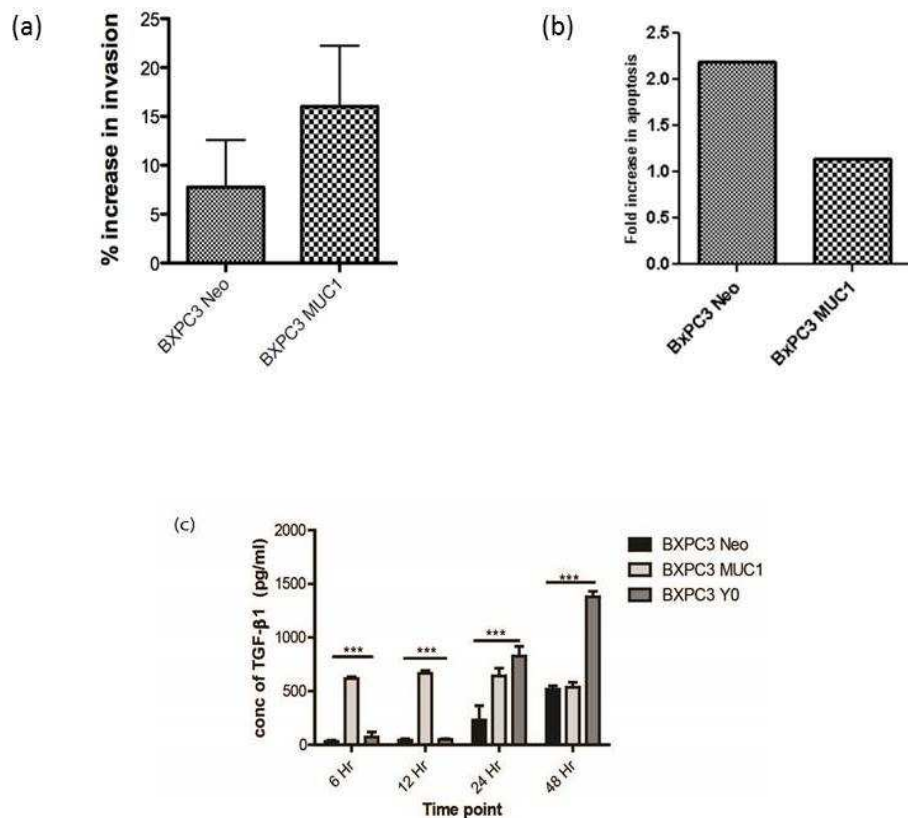 (a)
% increase in invasion
25
20
15
10
5
0
BXPC3 Neo
BXPC3 MUC1
(b)
Fold increase in apoptosis
2.5
2.0
1.5
1.0
0.5
0.0
BxPC3 Neo
BxPC3 MUC1
(c)
conc of TGF-β1 (pg/ml)
2000
1500
1000
500
0
***
***
***
***
6 Hr
12 Hr
24 Hr
48 Hr
Time point
BXPC3 Neo
BXPC3 MUC1
BXPC3 Y0